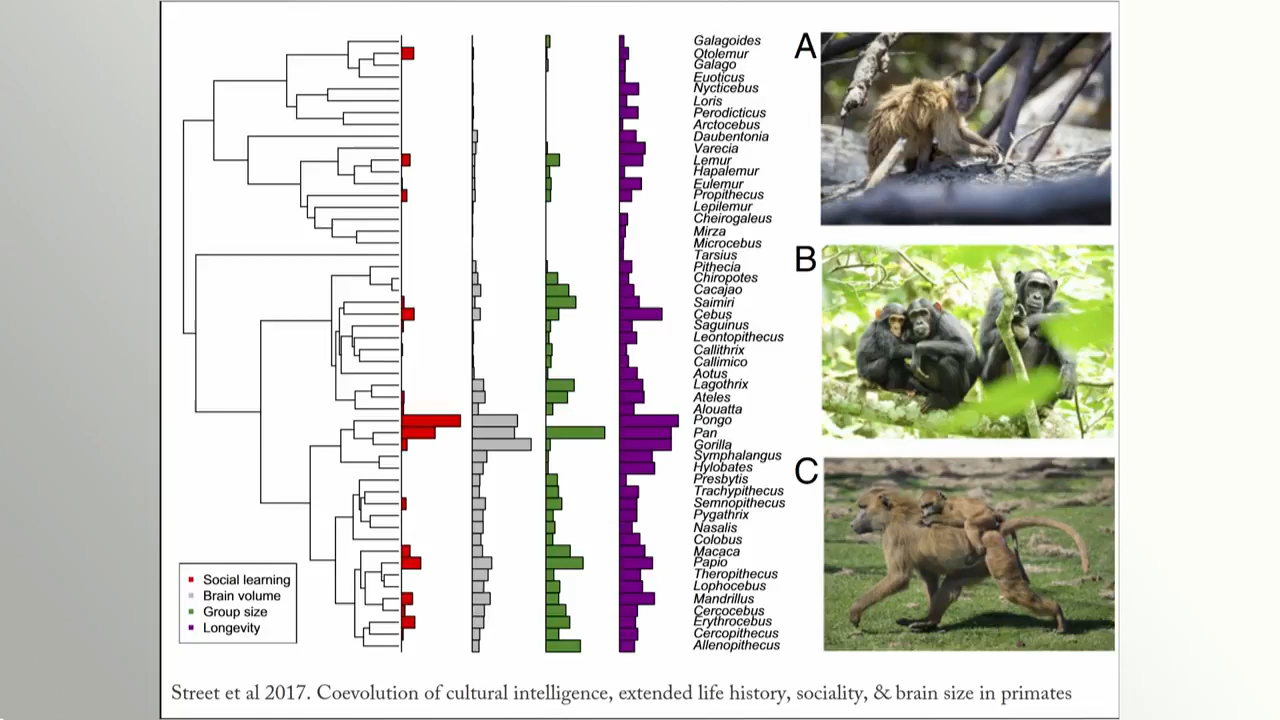 Galagoides
Otolemur
Galago
Euoticus
Nycticebus
Loris
Perodicticus
Arctocebus
Daubentonia
Varecia
Lemur
Hapalemur
Eulemur
Propithecus
Lepilemur
Cheirogaleus
Mirza
Microcebus
Tarsius
Pithecia
Chiropotes
Cacajao
Saimiri
Cebus
Saguinus
Leontopithecus
Callithrix
Callimico
Aotus
Lagothrix
Ateles
Alouatta
Pongo
Pan
Gorilla
Symphalangus
Hylobates
Presbytis
Trachypithecus
Semnopithecus
Pygathrix
Nasalis
Colobus
Macaca
Papio
Theropithecus
Lophocebus
Mandrillus
Cercocebus
Erythrocebus
Cercopithecus
Allenopithecus
Social learning
Brain volume
Group size
Longevity
A
B
C
Street et al 2017. Coevolution of cultural intelligence, extended life history, sociality, & brain size in primates